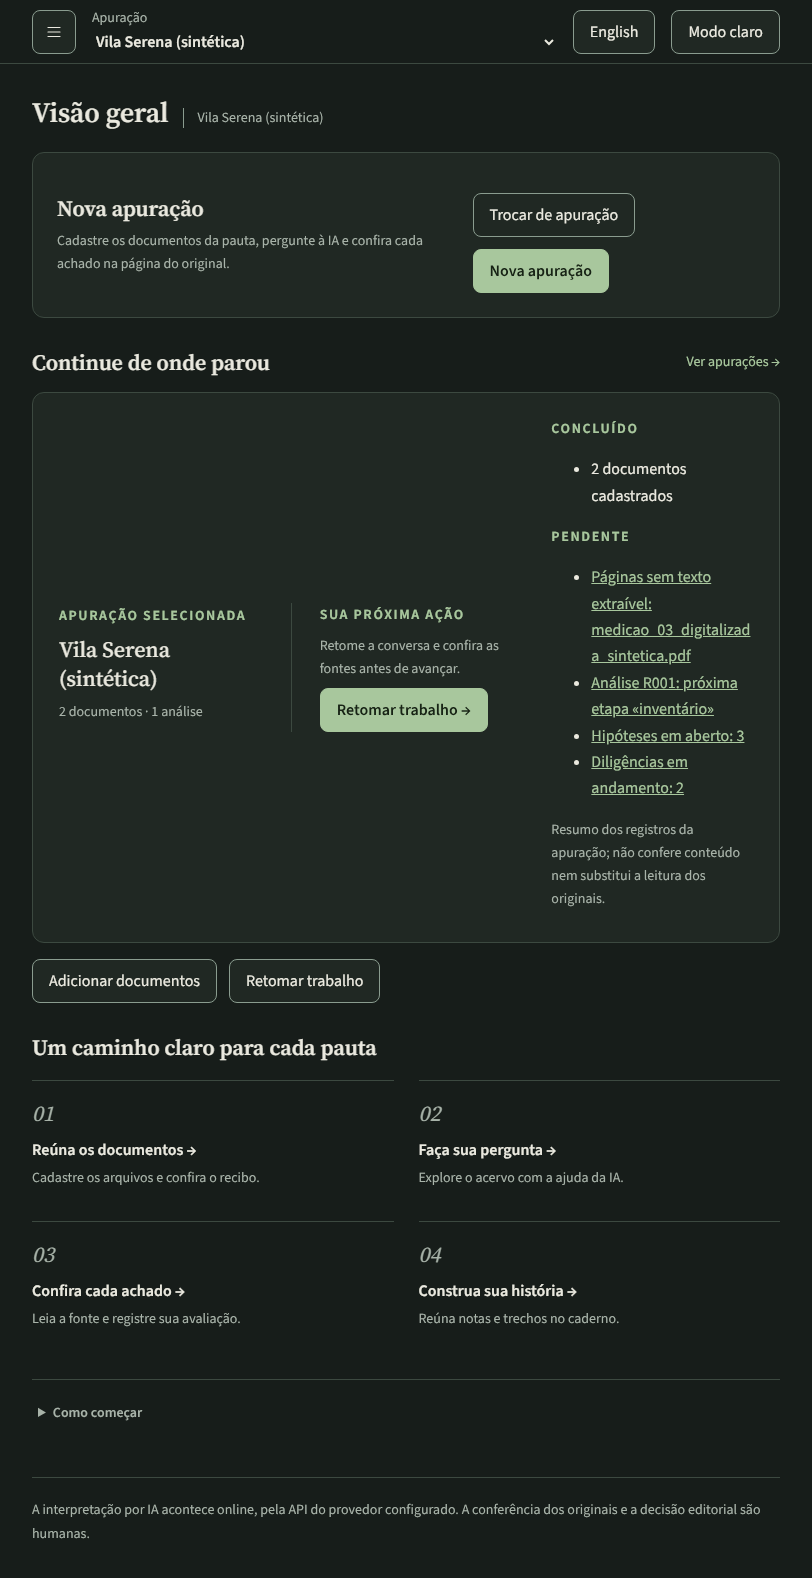 Apuração
Vila Serena (sintética)
English
Modo claro
Visão geral
Vila Serena (sintética)
Nova apuração
Cadastre os documentos da pauta, pergunte à IA e confira cada
achado na página do original.
Trocar de apuração
Nova apuração
Continue de onde parou
Ver apurações →
APURAÇÃO SELECIONADA
Vila Serena
(sintética)
2 documentos · 1 análise
SUA PRÓXIMA AÇÃO
Retome a conversa e confira as
fontes antes de avançar.
Retomar trabalho →
CONCLUÍDO
• 2 documentos
cadastrados
PENDENTE
• Páginas sem texto
extraível:
medicao_03_digitalizad
a_sintetica.pdf
• Análise R001: próxima
etapa «inventário»
• Hipóteses em aberto: 3
• Diligências em
andamento: 2
Resumo dos registros da
apuração; não confere conteúdo
nem substitui a leitura dos
originais.
Adicionar documentos
Retomar trabalho
Um caminho claro para cada pauta
01
Reúna os documentos →
Cadastre os arquivos e confira o recibo.
02
Faça sua pergunta →
Explore o acervo com a ajuda da IA.
03
Confira cada achado →
Leia a fonte e registre sua avaliação.
04
Construa sua história →
Reúna notas e trechos no caderno.
▶ Como começar
A interpretação por IA acontece online, pela API do provedor configurado. A conferência dos originais e a decisão editorial são
humanas.